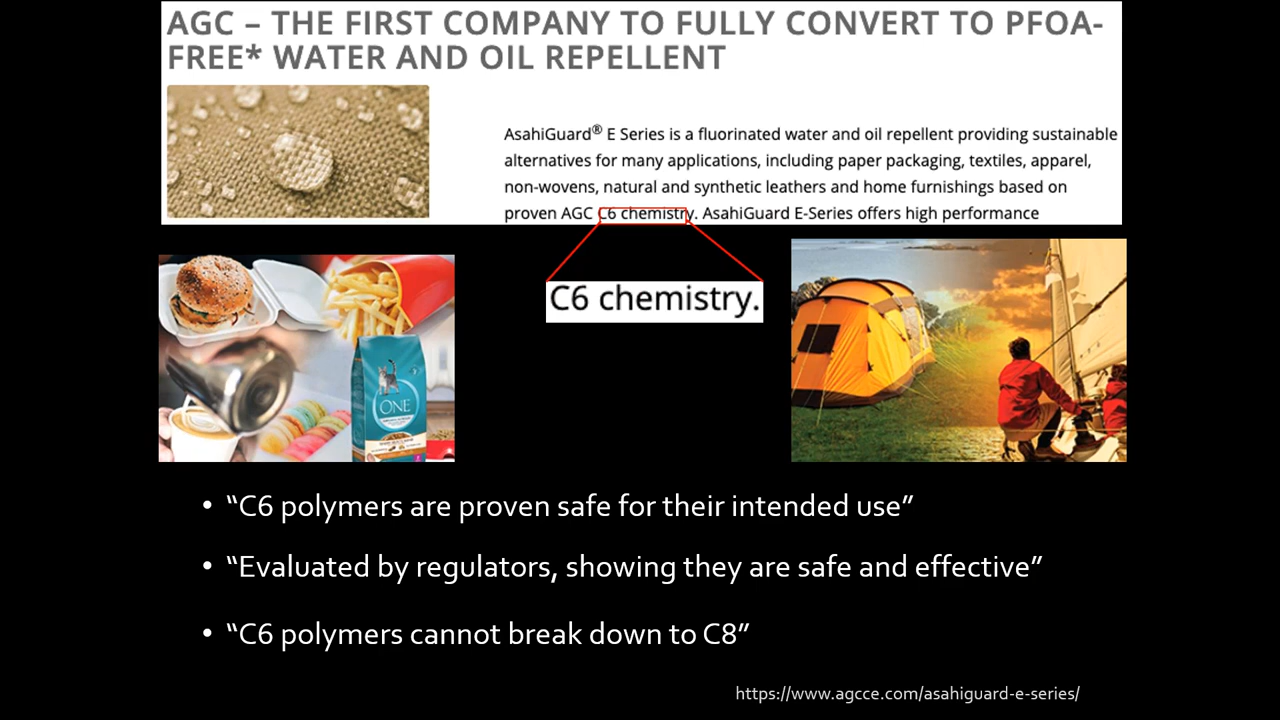 AGC – THE FIRST COMPANY TO FULLY CONVERT TO PFOA-
FREE* WATER AND OIL REPELLENT
AsahiGuard® E Series is a fluorinated water and oil repellent providing sustainable
alternatives for many applications, including paper packaging, textiles, apparel,
non-wovens, natural and synthetic leathers and home furnishings based on
proven AGC C6 chemistry. AsahiGuard E-Series offers high performance
C6 chemistry.
ONE
• “C6 polymers are proven safe for their intended use”
• “Evaluated by regulators, showing they are safe and effective”
• “C6 polymers cannot break down to C8”
https://www.agcce.com/asahiguard-e-series/